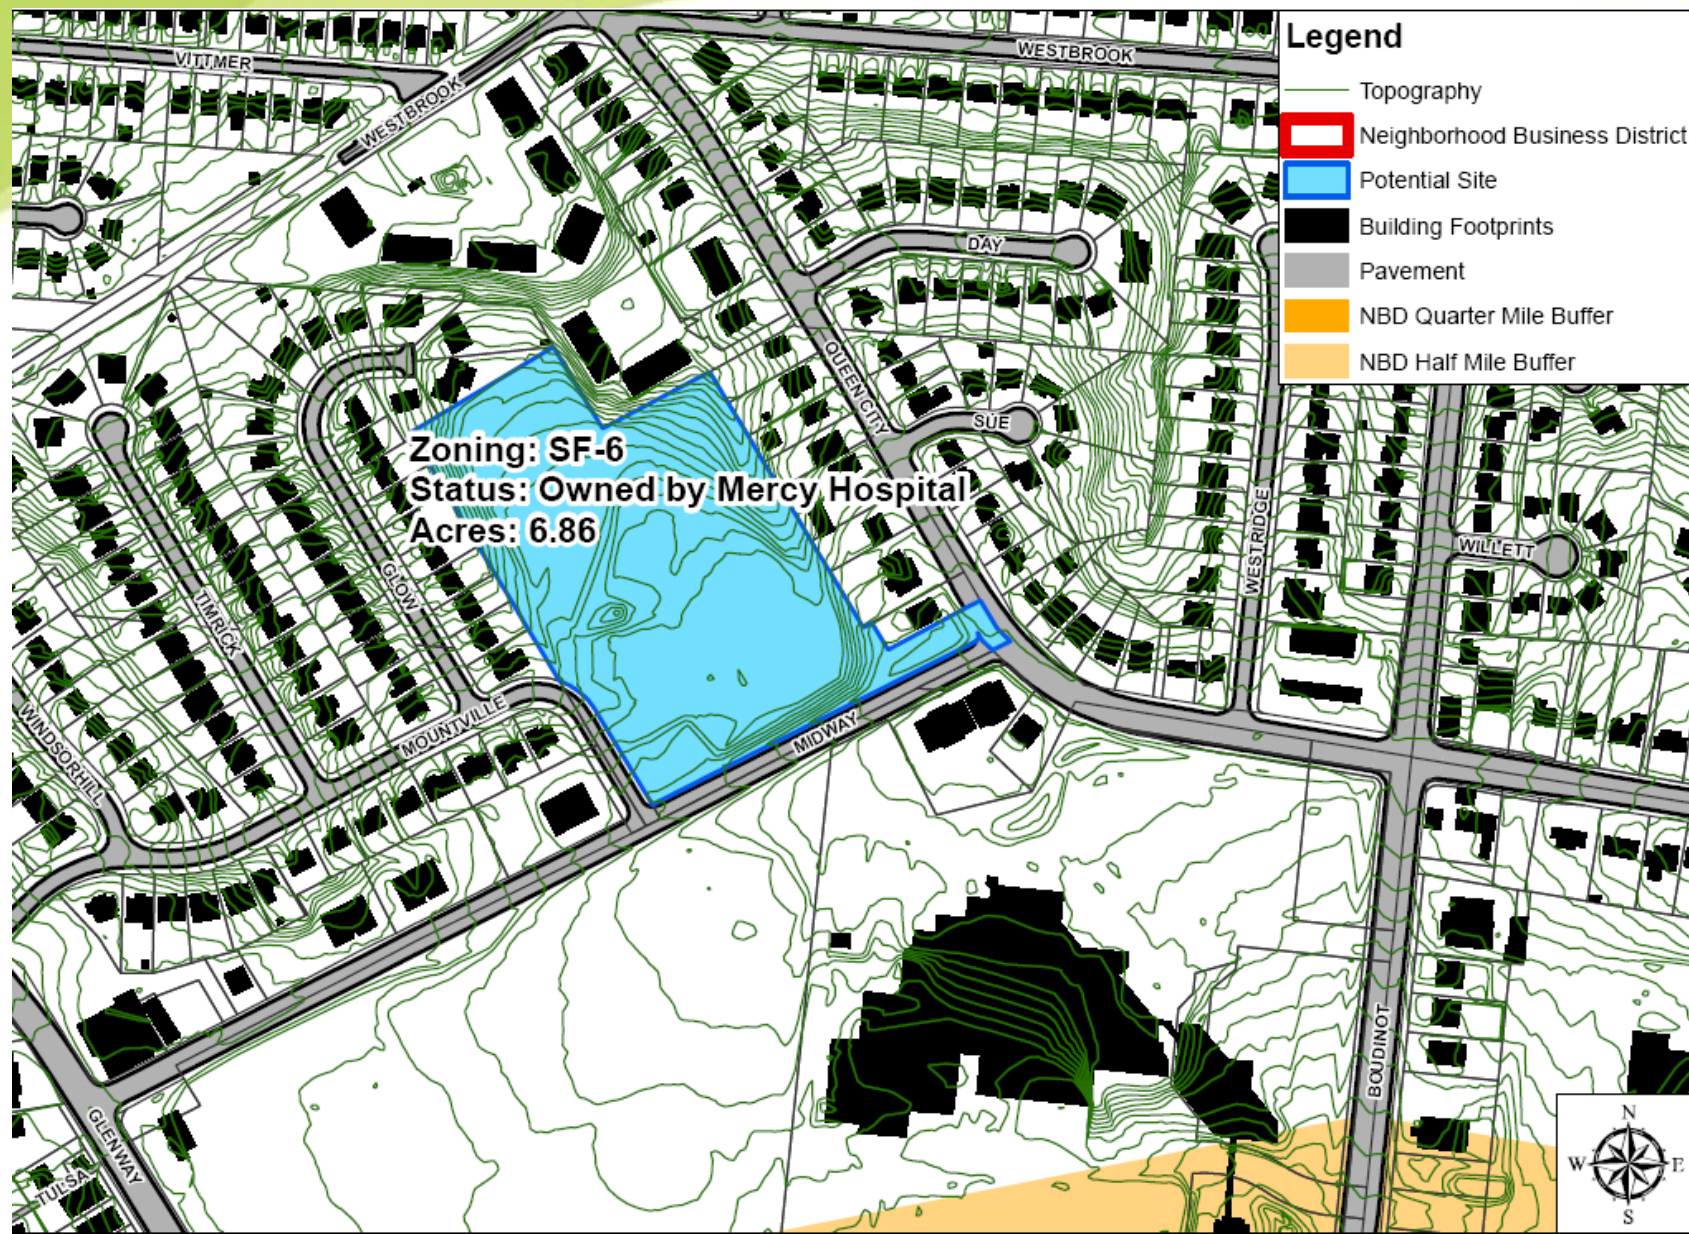 Legend
Topography
Neighborhood Business District
Potential Site
Building Footprints
Pavement
NBD Quarter Mile Buffer
NBD Half Mile Buffer
VITTMER
WESTBROOK
WESTBROOK
DAY
QUEEN CITY
SUE
Zoning: SF-6
Status: Owned by Mercy Hospital
Acres: 6.86
WESTRIDGE
WILLETT
GLOW
TIMRICK
WINDSORHILL
MOUNTVILLE
MIDWAY
BOUDINOT
GLENWAY
TULSA
N
W
E
S